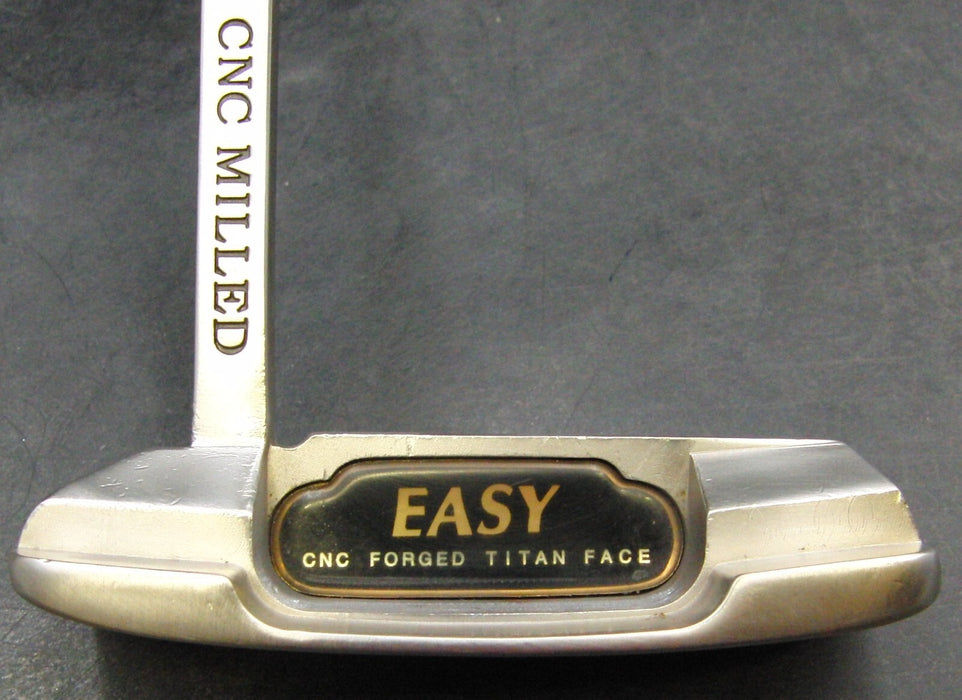 CNC MILLED
EASY
CNC FORGED TITAN FACE